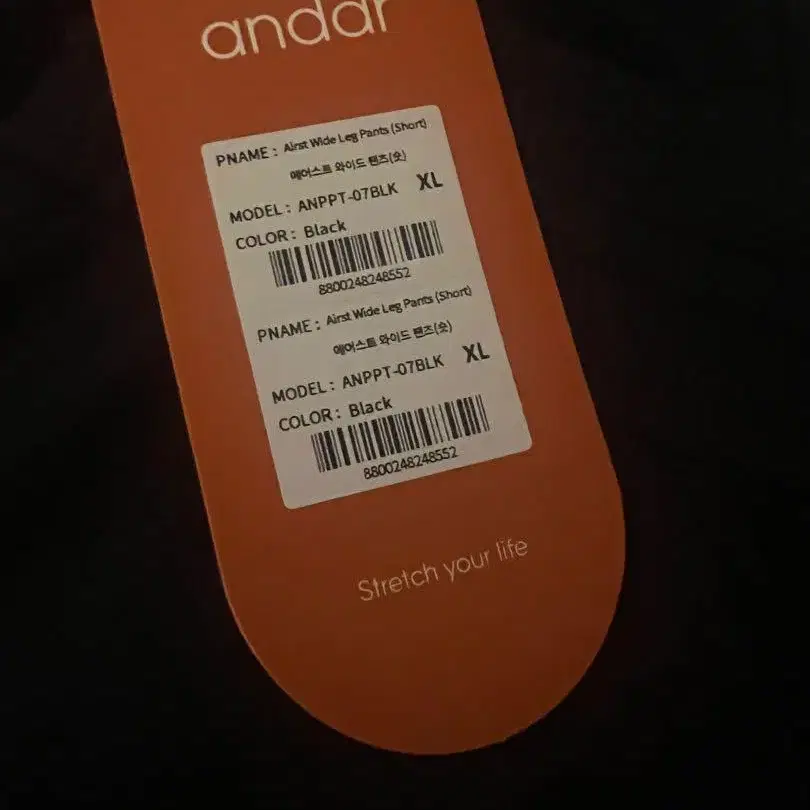 andar
PNAME : Airst Wide Leg Pants (Short)
에어스트 와이드 팬츠(숏)
MODEL : ANPPT-07BLK XL
COLOR : Black
8800248248552
PNAME : Airst Wide Leg Pants (Short)
에어스트 와이드 팬츠(숏)
MODEL : ANPPT-07BLK XL
COLOR : Black
8800248248552
Stretch your life